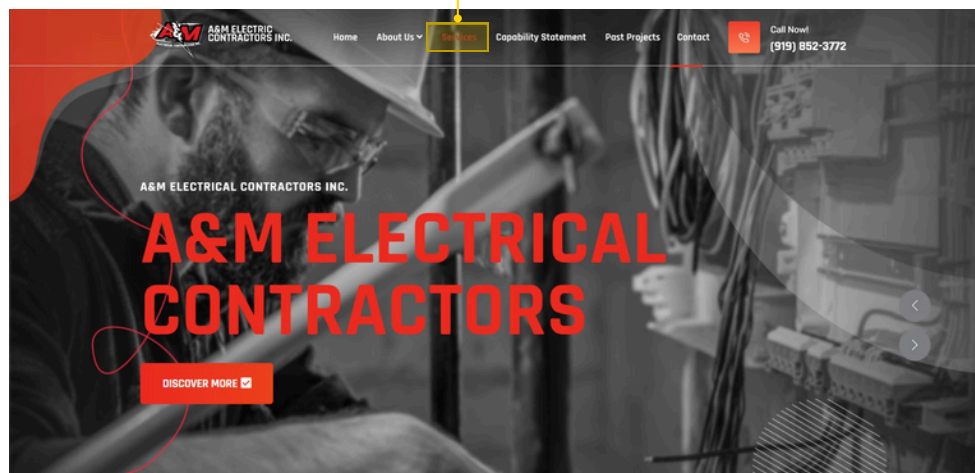 A&M
A&M ELECTRIC
CONTRACTORS INC.
Home
About Us
Services
Capability Statement
Past Projects
Contact
Call Now!
(919) 852-3772
A&M ELECTRICAL CONTRACTORS INC.
A&M ELECTRICAL
CONTRACTORS
DISCOVER MORE